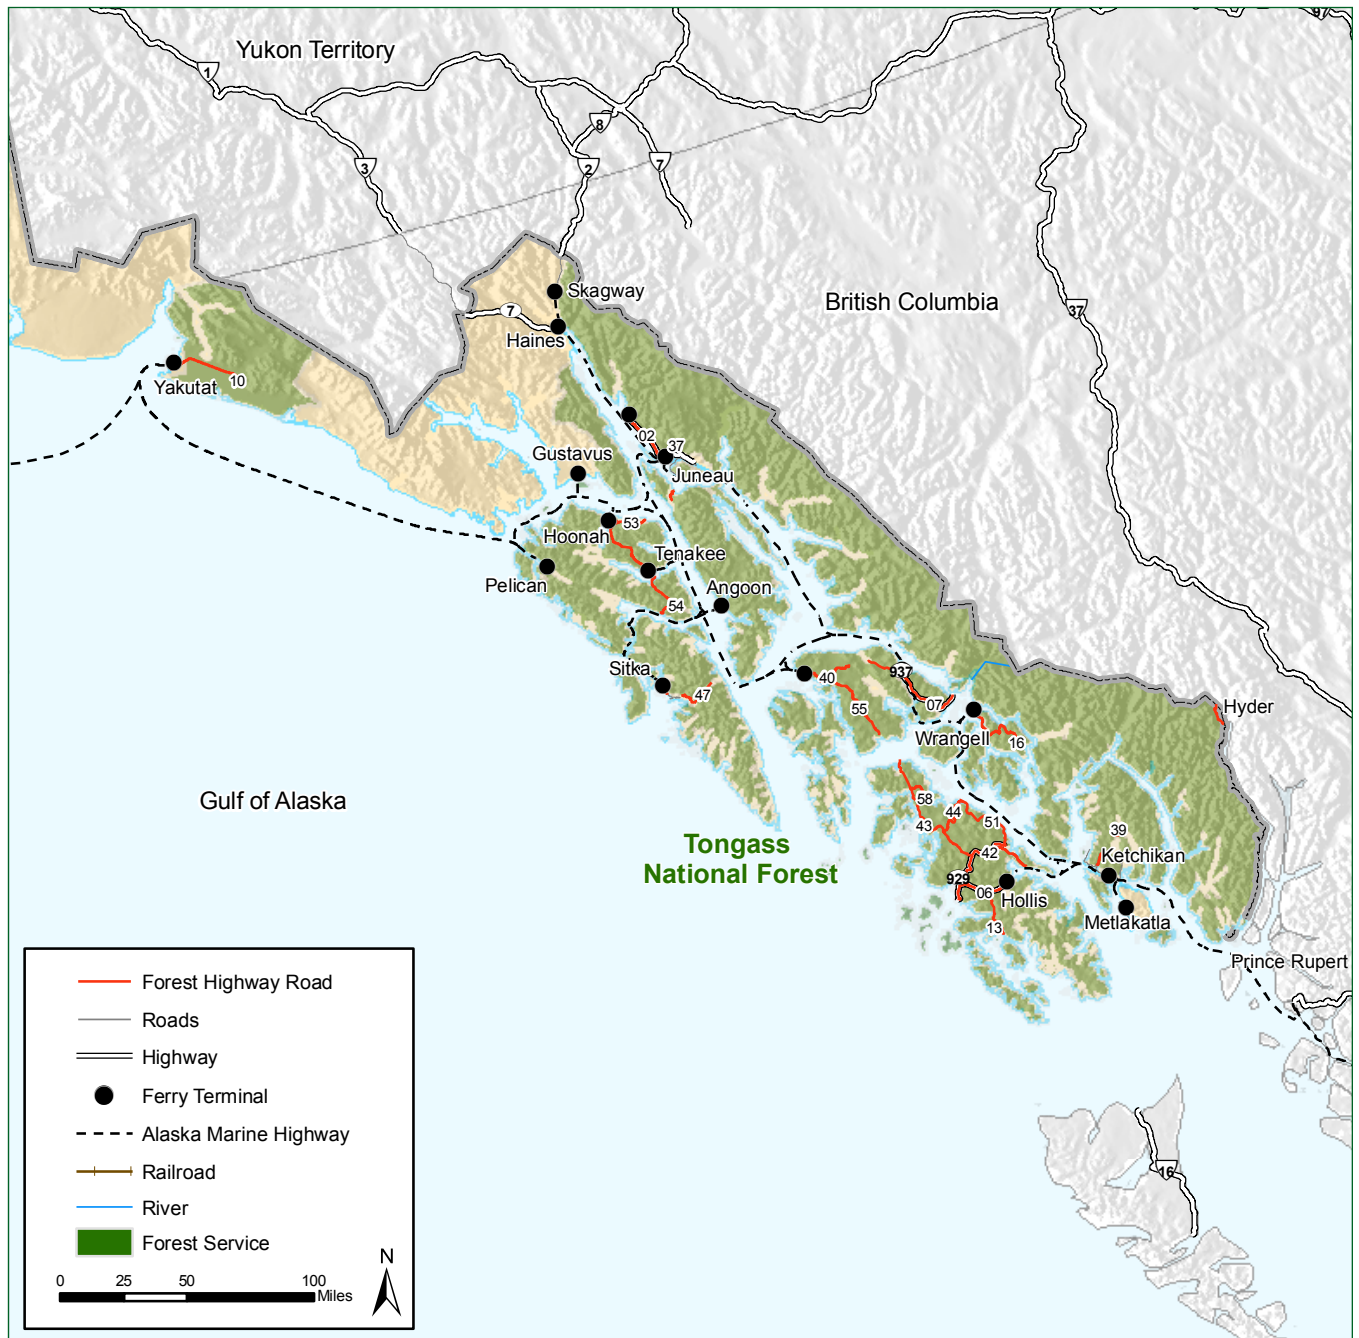 97
Yukon Territory
1
8
3
2
7
Skagway
British Columbia
7
37
Haines
Yakutat
10
02
37
Gustavus
Juneau
53
Hoonah
Tenakee
Pelican
Angoon
54
Sitka
937
40
47
07
55
Hyder
Wrangell
16
Gulf of Alaska
58
44
43
51
39
Tongass
National Forest
42
Ketchikan
929
06
Hollis
Metlakatla
13
Prince Rupert
16
Forest Highway Road
Roads
Highway
Ferry Terminal
Alaska Marine Highway
Railroad
River
Forest Service
N
0 25 50 100
Miles